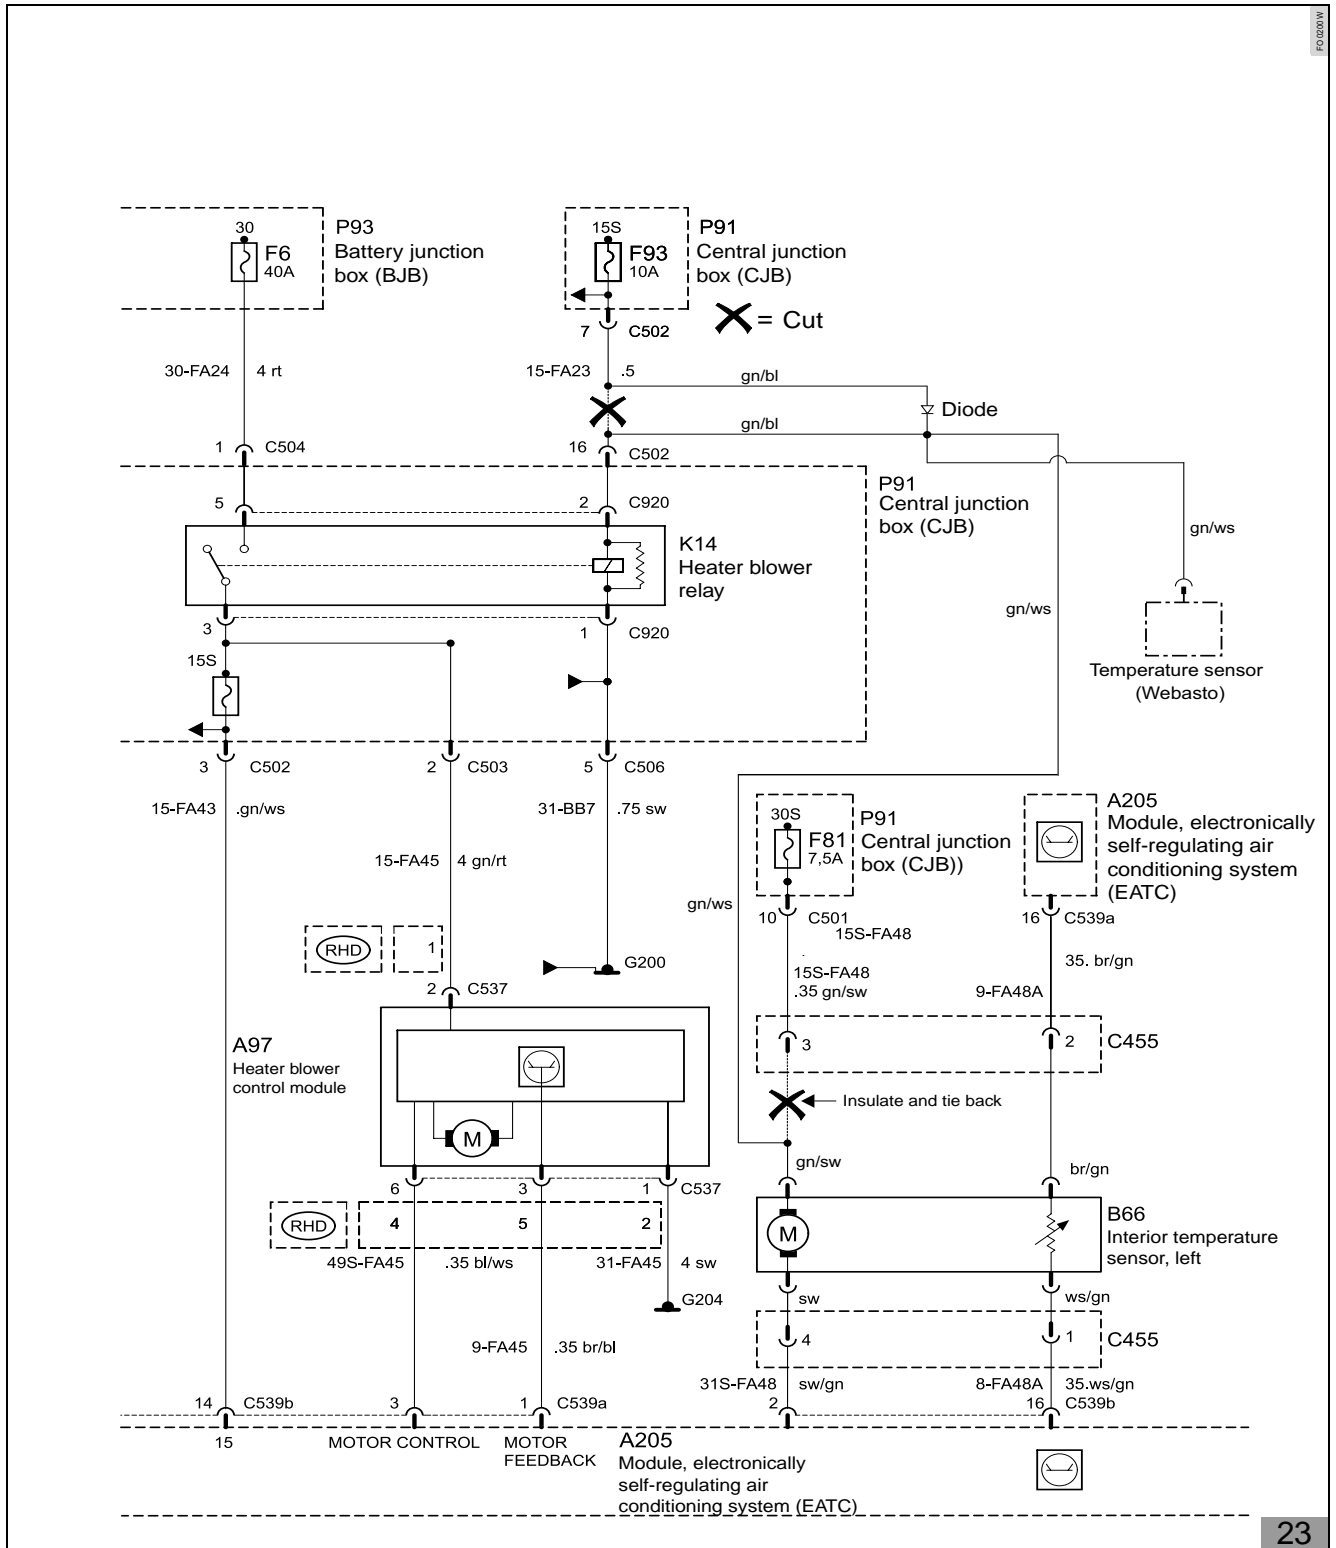 FO 0200 W
30
F6
40A
P93
Battery junction
box (BJB)
15S
F93
10A
P91
Central junction
box (CJB)
= Cut
7 C502
30-FA24 4 rt
15-FA23 .5
gn/bl
Diode
gn/bl
1 C504
16 C502
P91
Central junction
box (CJB)
5
2 C920
gn/ws
K14
Heater blower
relay
gn/ws
3
1 C920
15S
Temperature sensor
(Webasto)
3 C502
2 C503
5 C506
15-FA43 .gn/ws
31-BB7 .75 sw
15-FA45 4 gn/rt
30S
F81
7,5A
P91
Central junction
box (CJB))
A205
Module, electronically
self-regulating air
conditioning system
(EATC)
gn/ws
10 C501
15S-FA48
16 C539a
RHD 1
G200
.
15S-FA48
.35 gn/sw
35. br/gn
9-FA48A
2 C537
A97
Heater blower
control module
3
2
C455
Insulate and tie back
M
gn/sw
br/gn
6 3 1 C537
RHD 4 5 2
M
B66
Interior temperature
sensor, left
49S-FA45 .35 bl/ws
31-FA45 4 sw
G204
sw
ws/gn
4
1
C455
9-FA45 .35 br/bl
31S-FA48 sw/gn
8-FA48A 35.ws/gn
14 C539b
3
1 C539a
2
16 C539b
15
MOTOR CONTROL
MOTOR
FEEDBACK
A205
Module, electronically
self-regulating air
conditioning system (EATC)
23